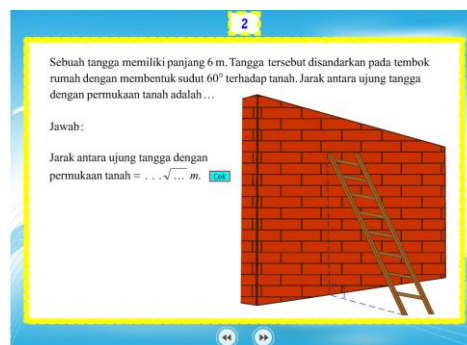 2
Sebuah tangga memiliki panjang 6 m. Tangga tersebut disandarkan pada tembok
rumah dengan membentuk sudut 60° terhadap tanah. Jarak antara ujung tangga
dengan permukaan tanah adalah…
Jawab:
Jarak antara ujung tangga dengan
permukaan tanah = . . . √... m. Cek